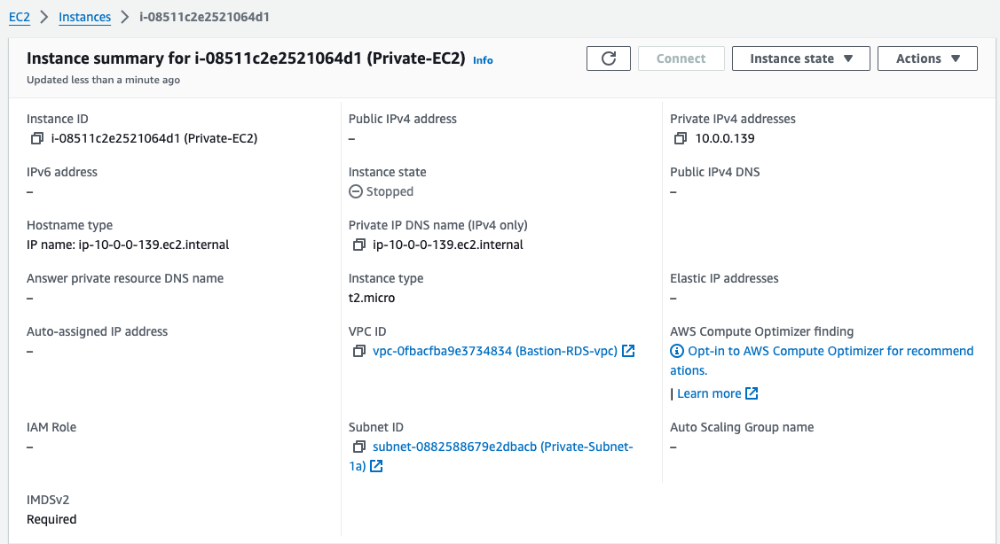 EC2 > Instances > i-08511c2e2521064d1
Instance summary for i-08511c2e2521064d1 (Private-EC2) Info
Updated less than a minute ago
Connect
Instance state
Actions
Instance ID
i-08511c2e2521064d1 (Private-EC2)
Public IPv4 address
–
Private IPv4 addresses
10.0.0.139
IPv6 address
–
Instance state
Stopped
Public IPv4 DNS
–
Hostname type
IP name: ip-10-0-0-139.ec2.internal
Private IP DNS name (IPv4 only)
ip-10-0-0-139.ec2.internal
Answer private resource DNS name
–
Instance type
t2.micro
Elastic IP addresses
–
Auto-assigned IP address
–
VPC ID
vpc-0fbacfba9e3734834 (Bastion-RDS-vpc)
AWS Compute Optimizer finding
Opt-in to AWS Compute Optimizer for recommend
ations.
| Learn more
IAM Role
–
Subnet ID
subnet-0882588679e2dbacb (Private-Subnet-
1a)
Auto Scaling Group name
–
IMDSv2
Required